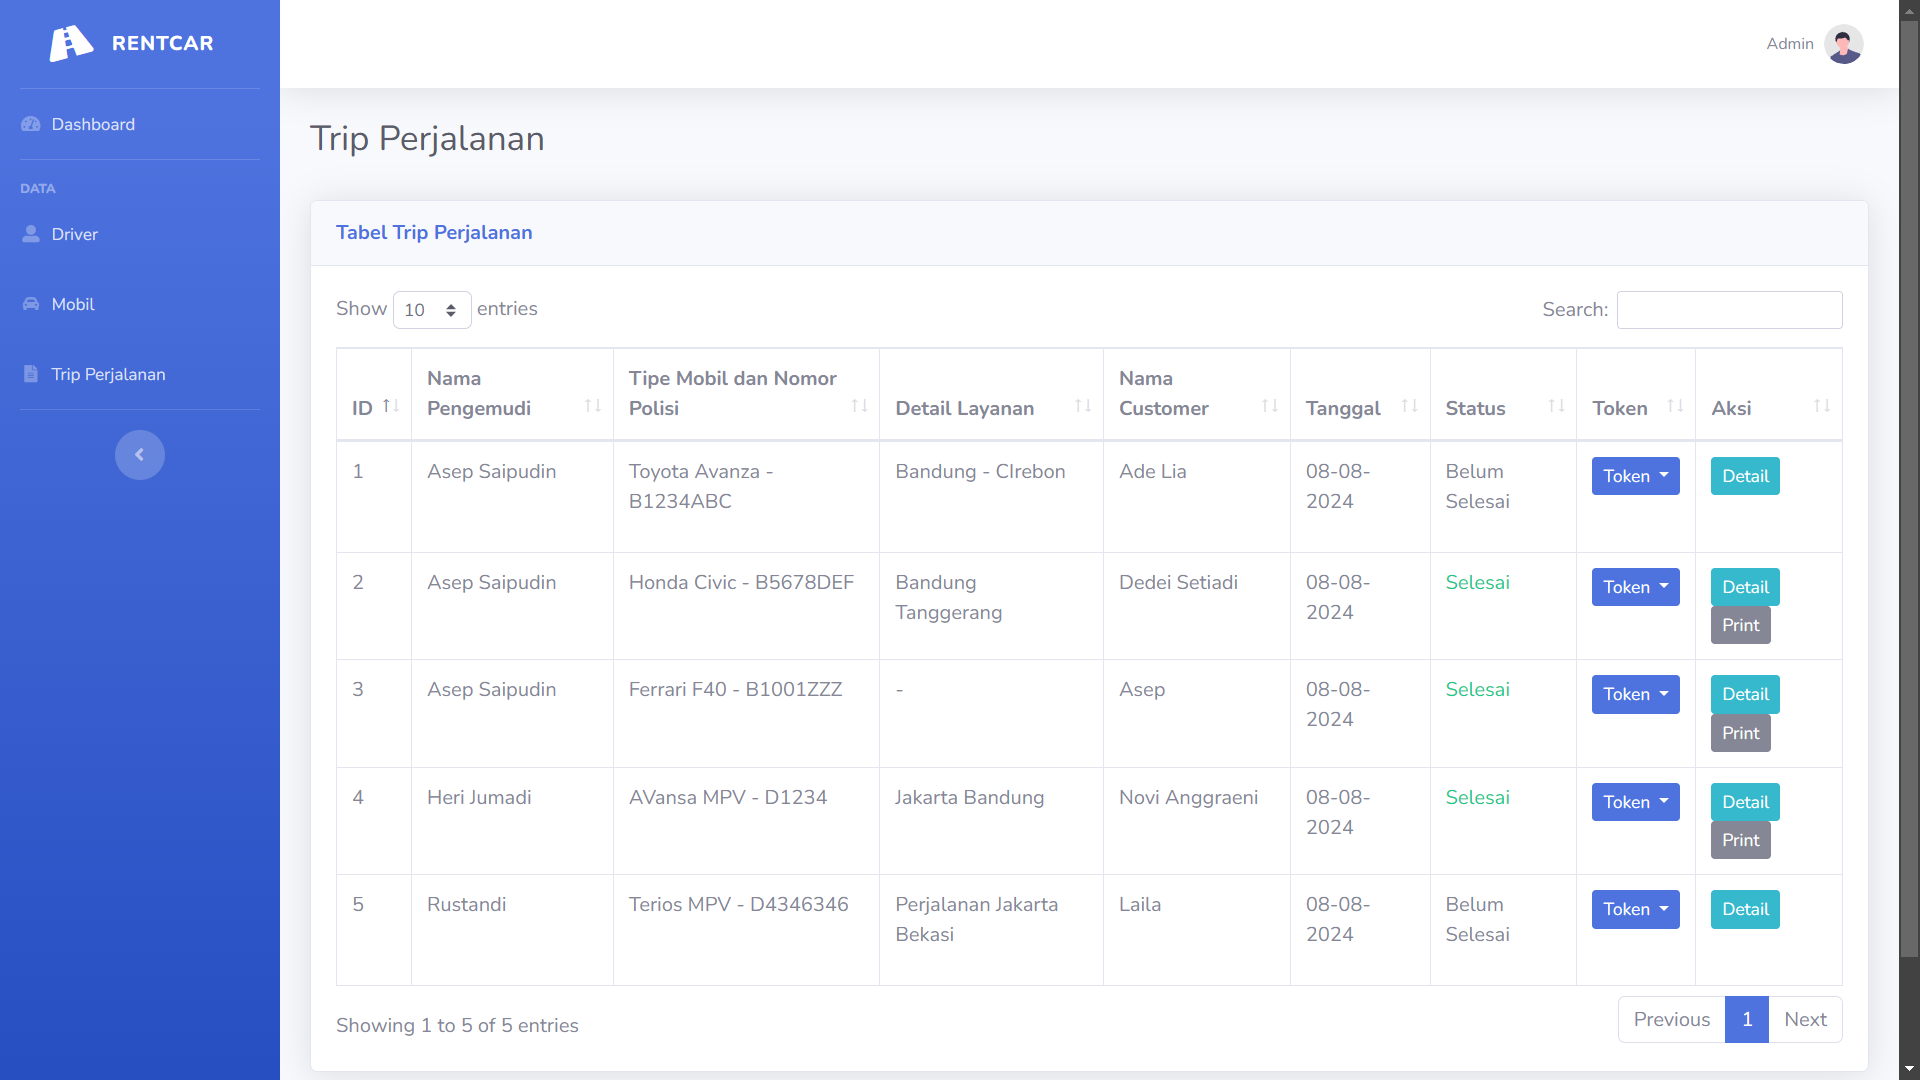 RENTCAR
Admin
Dashboard
DATA
Driver
Mobil
Trip Perjalanan
Trip Perjalanan
Tabel Trip Perjalanan
Show 10 entries
Search:
ID
Nama Pengemudi
Tipe Mobil dan Nomor Polisi
Detail Layanan
Nama Customer
Tanggal
Status
Token
Aksi
1
Asep Saipudin
Toyota Avanza -
B1234ABC
Bandung - CIrebon
Ade Lia
08-08-
2024
Belum
Selesai
Token
Detail
2
Asep Saipudin
Honda Civic - B5678DEF
Bandung
Tanggerang
Dedei Setiadi
08-08-
2024
Selesai
Token
Detail
Print
3
Asep Saipudin
Ferrari F40 - B1001ZZZ
-
Asep
08-08-
2024
Selesai
Token
Detail
Print
4
Heri Jumadi
AVansa MPV - D1234
Jakarta Bandung
Novi Anggraeni
08-08-
2024
Selesai
Token
Detail
Print
5
Rustandi
Terios MPV - D4346346
Perjalanan Jakarta
Bekasi
Laila
08-08-
2024
Belum
Selesai
Token
Detail
Showing 1 to 5 of 5 entries
Previous 1 Next